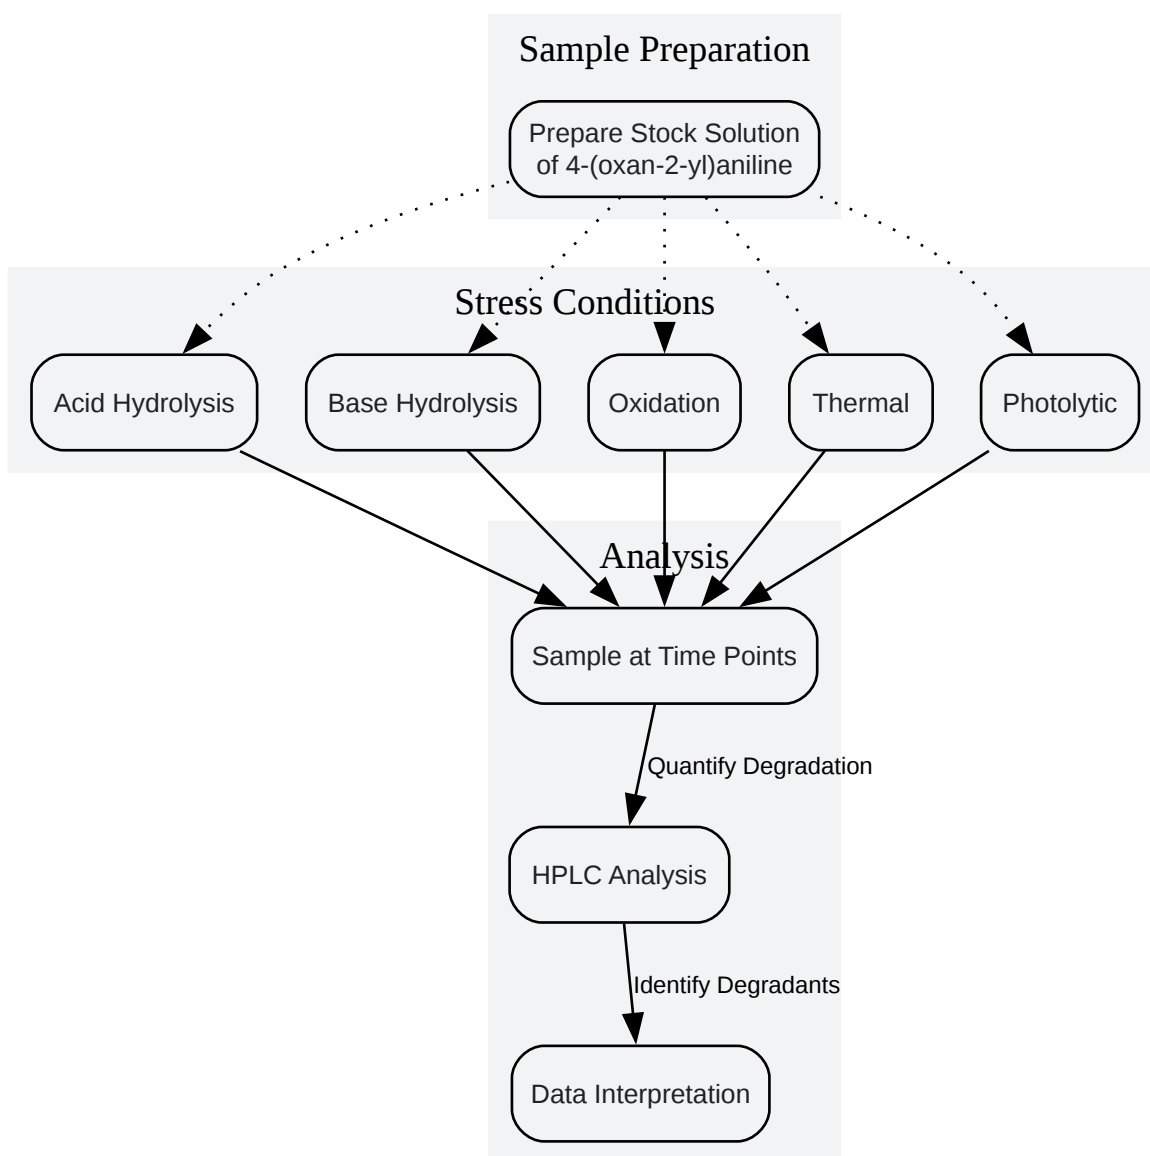 Sample Preparation
Prepare Stock Solution
of 4-(oxan-2-yl)aniline
Stress Conditions
Acid Hydrolysis
Base Hydrolysis
Oxidation
Thermal
Photolytic
Analysis
Sample at Time Points
Quantify Degradation
HPLC Analysis
Identify Degradants
Data Interpretation